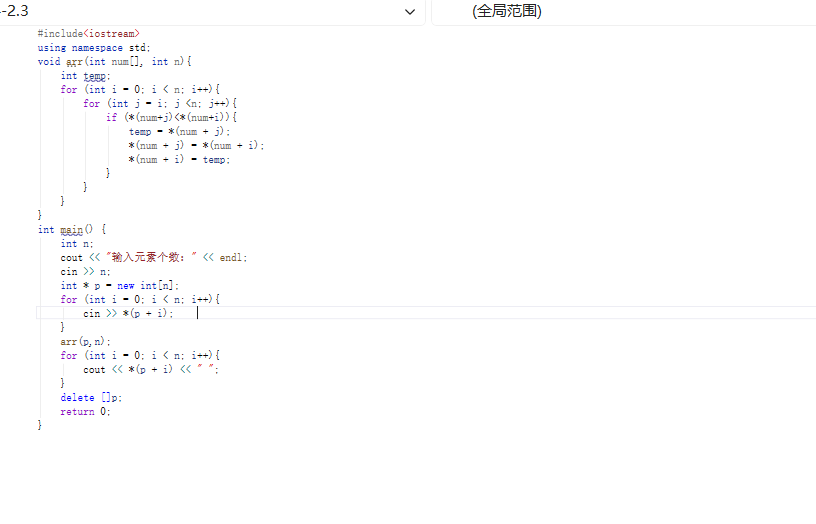 -2.3
(全局范围)
#include<iostream>
using namespace std;
void arr(int num[], int n){
int temp;
for (int i = 0; i < n; i++){
for (int j = i; j <n; j++){
if (*(num+j)<*(num+i)){
temp = *(num + j);
*(num + j) = *(num + i);
*(num + i) = temp;
}
}
}
}
int main() {
int n;
cout << "输入元素个数：" << endl;
cin >> n;
int * p = new int[n];
for (int i = 0; i < n; i++){
cin >> *(p + i);
}
arr(p,n);
for (int i = 0; i < n; i++){
cout << *(p + i) << " ";
}
delete []p;
return 0;
}